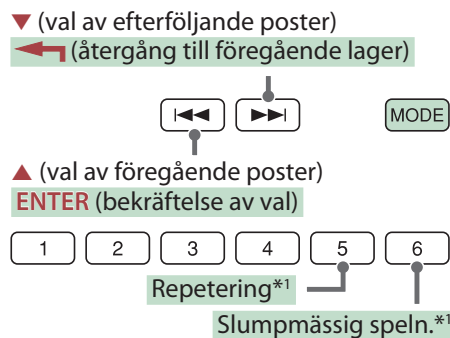 ▼ (val av efterföljande poster)
(återgång till föregående lager)
MODE
▲ (val av föregående poster)
ENTER (bekräftelse av val)
1 2 3 4 5 6
Repetering*1
Slumpmässig speln.*1